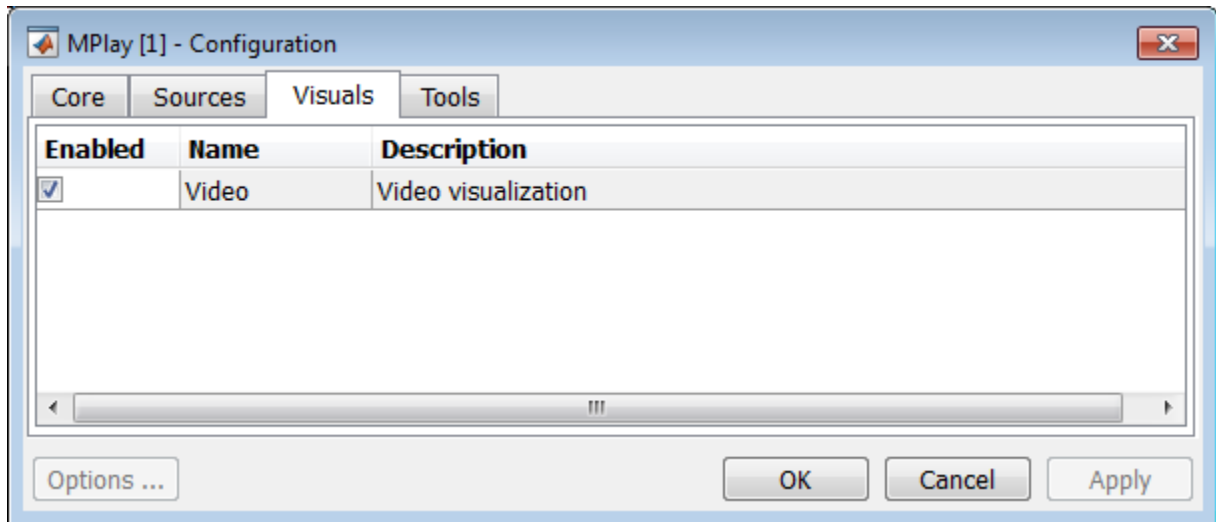 MPlay [1] - Configuration
Core Sources Visuals Tools
Enabled Name Description
Video Video visualization
Options ... OK Cancel Apply